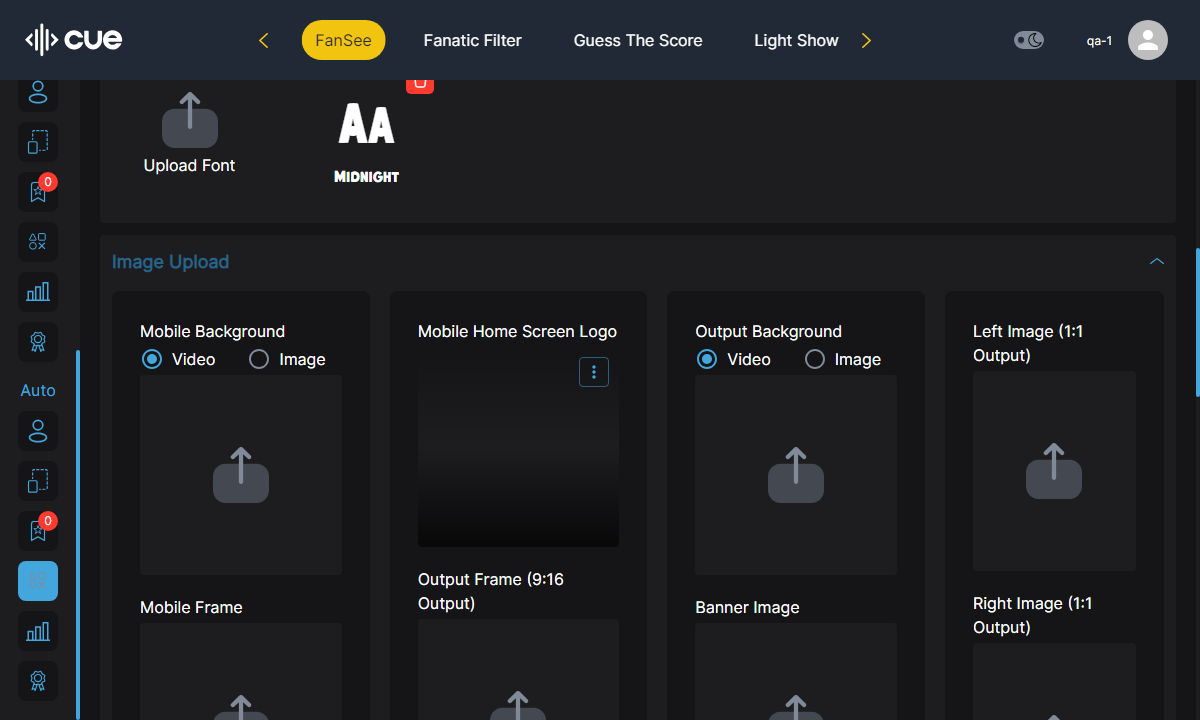 cue
FanSee
Fanatic Filter
Guess The Score
Light Show
qa-1
Upload Font
AA
MIDNIGHT
0
Auto
0
Image Upload
Mobile Background
Video
Image
Mobile Home Screen Logo
Output Background
Video
Image
Left Image (1:1
Output)
Mobile Frame
Output Frame (9:16
Output)
Banner Image
Right Image (1:1
Output)